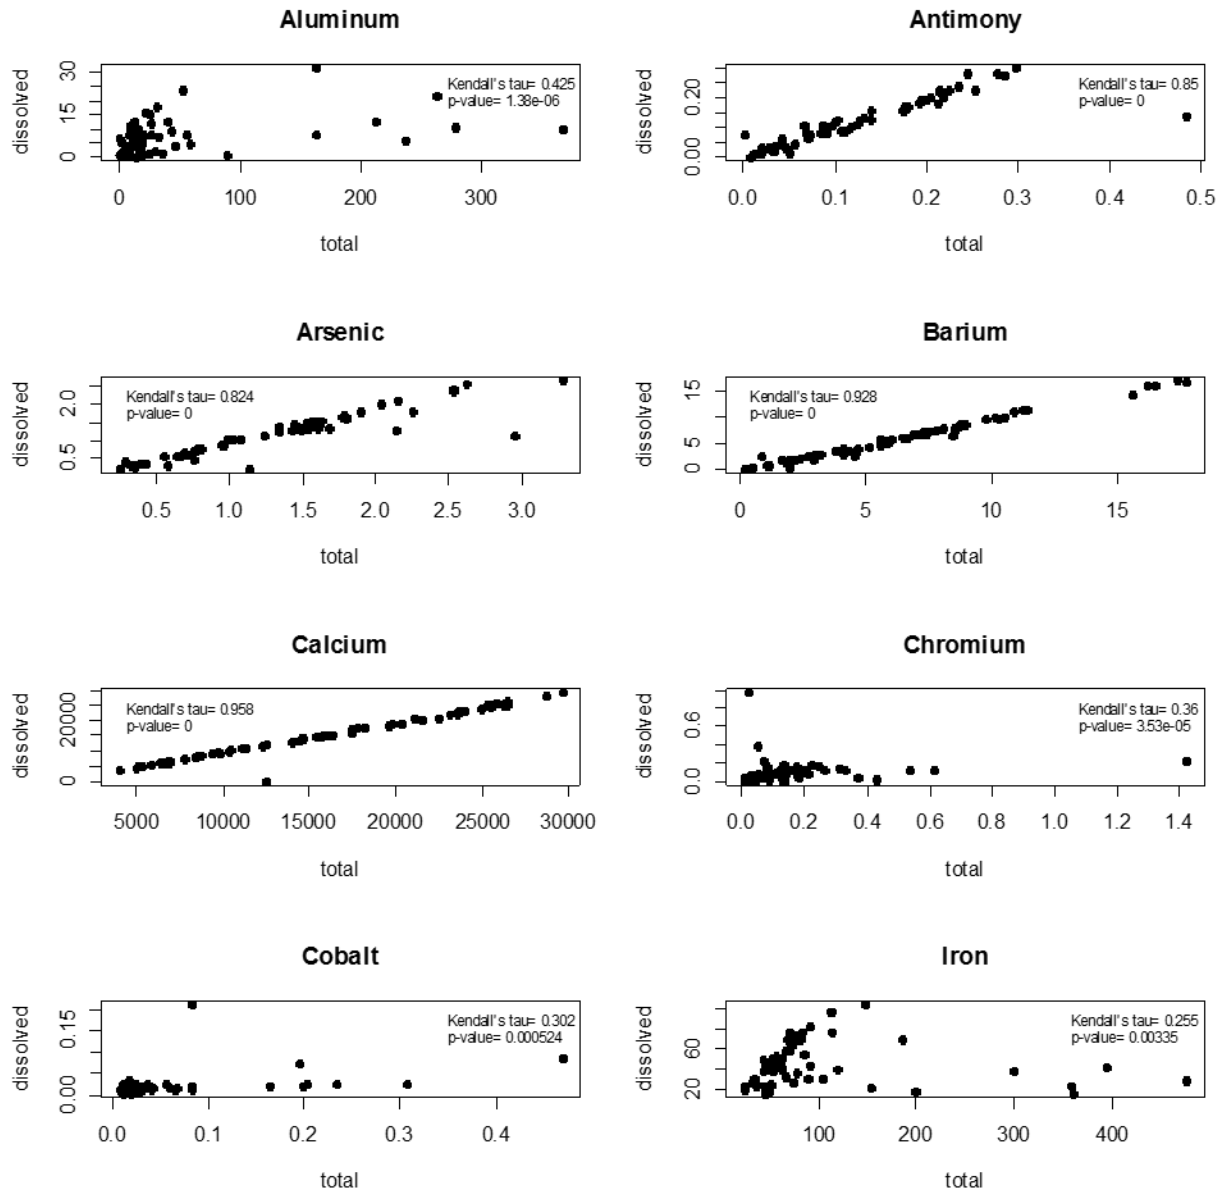 Aluminum
dissolved
0 15 30
Kendall's tau= 0.425
p-value= 1.38e-06
0 100 200 300
total
Antimony
dissolved
0.00 0.20
Kendall's tau= 0.85
p-value= 0
0.0 0.1 0.2 0.3 0.4 0.5
total
Arsenic
dissolved
0.5 2.0
Kendall's tau= 0.824
p-value= 0
0.5 1.0 1.5 2.0 2.5 3.0
total
Barium
dissolved
0 5 15
Kendall's tau= 0.928
p-value= 0
0 5 10 15
total
Calcium
dissolved
0 20000
Kendall's tau= 0.958
p-value= 0
5000 10000 15000 20000 25000 30000
total
Chromium
dissolved
0.0 0.6
Kendall's tau= 0.36
p-value= 3.53e-05
0.0 0.2 0.4 0.6 0.8 1.0 1.2 1.4
total
Cobalt
dissolved
0.00 0.15
Kendall's tau= 0.302
p-value= 0.000524
0.0 0.1 0.2 0.3 0.4
total
Iron
dissolved
20 60
Kendall's tau= 0.255
p-value= 0.00335
100 200 300 400
total